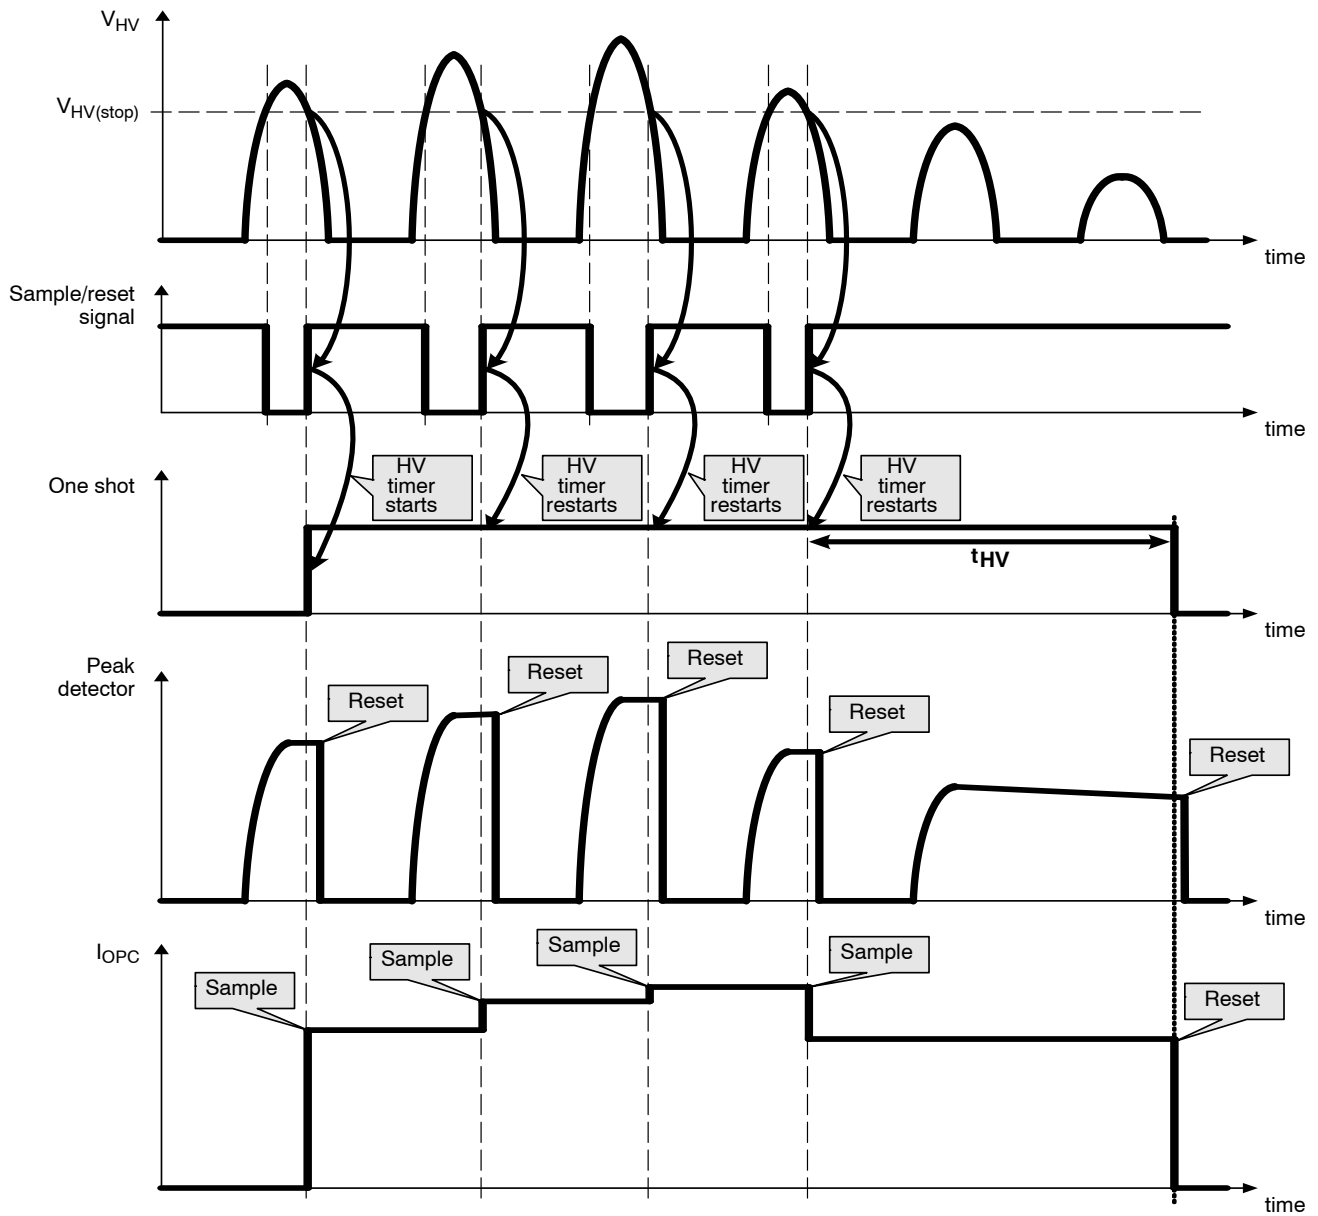 VHV
VHV(stop)
time
Sample/reset
signal
time
One shot
HV
timer
starts
HV
timer
restarts
HV
timer
restarts
HV
timer
restarts
tHV
time
Peak
detector
Reset
Reset
Reset
Reset
Reset
time
IOPC
Sample
Sample
Sample
Sample
Reset
time